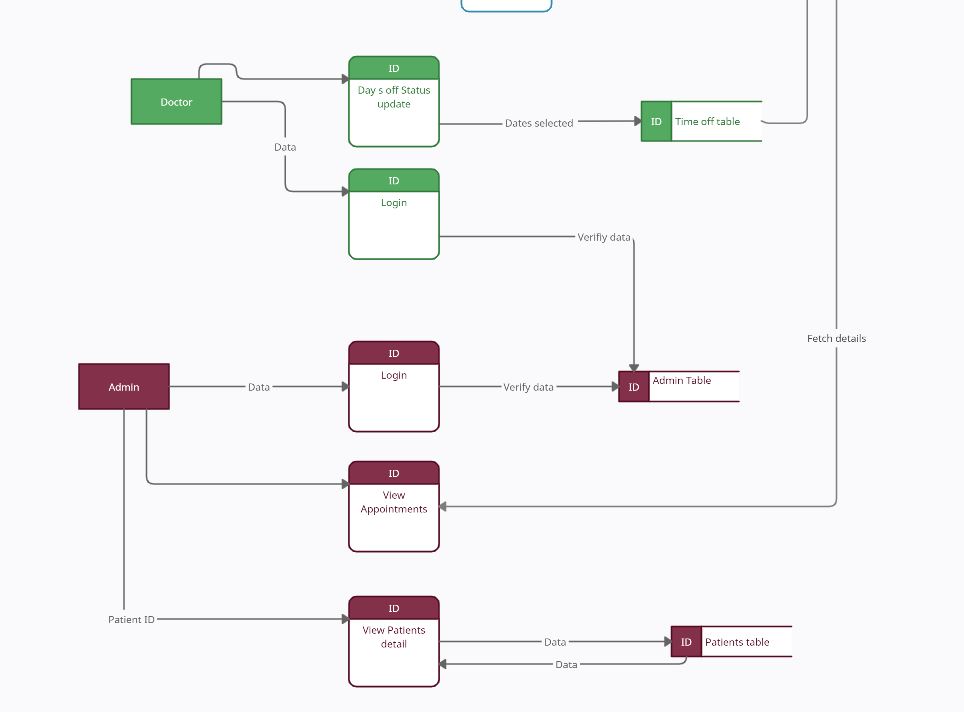 ID
Day s off Status
update
Doctor
Dates selected
ID
Time off table
Data
ID
Login
Verifiy data
Fetch details
ID
Login
Admin
Data
Verify data
ID
Admin Table
ID
View
Appointments
ID
Patient ID
View Patients
detail
Data
ID
Patients table
Data